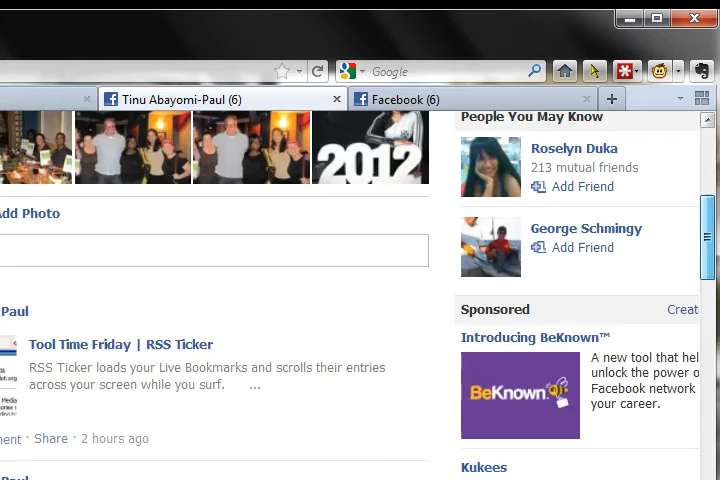 Google
Tinu Abayomi-Paul (6)
Facebook (6)
People You May Know
2012
Roselyn Duka
213 mutual friends
Add Friend
Add Photo
George Schmingy
Add Friend
Paul
Sponsored
Creat
Introducing BeKnown™
Tool Time Friday | RSS Ticker
RSS Ticker loads your Live Bookmarks and scrolls their entries
across your screen while you surf. ...
BeKnown.
A new tool that hel
unlock the power o
Facebook network
your career.
ment · Share · 2 hours ago
Kukees
Paul